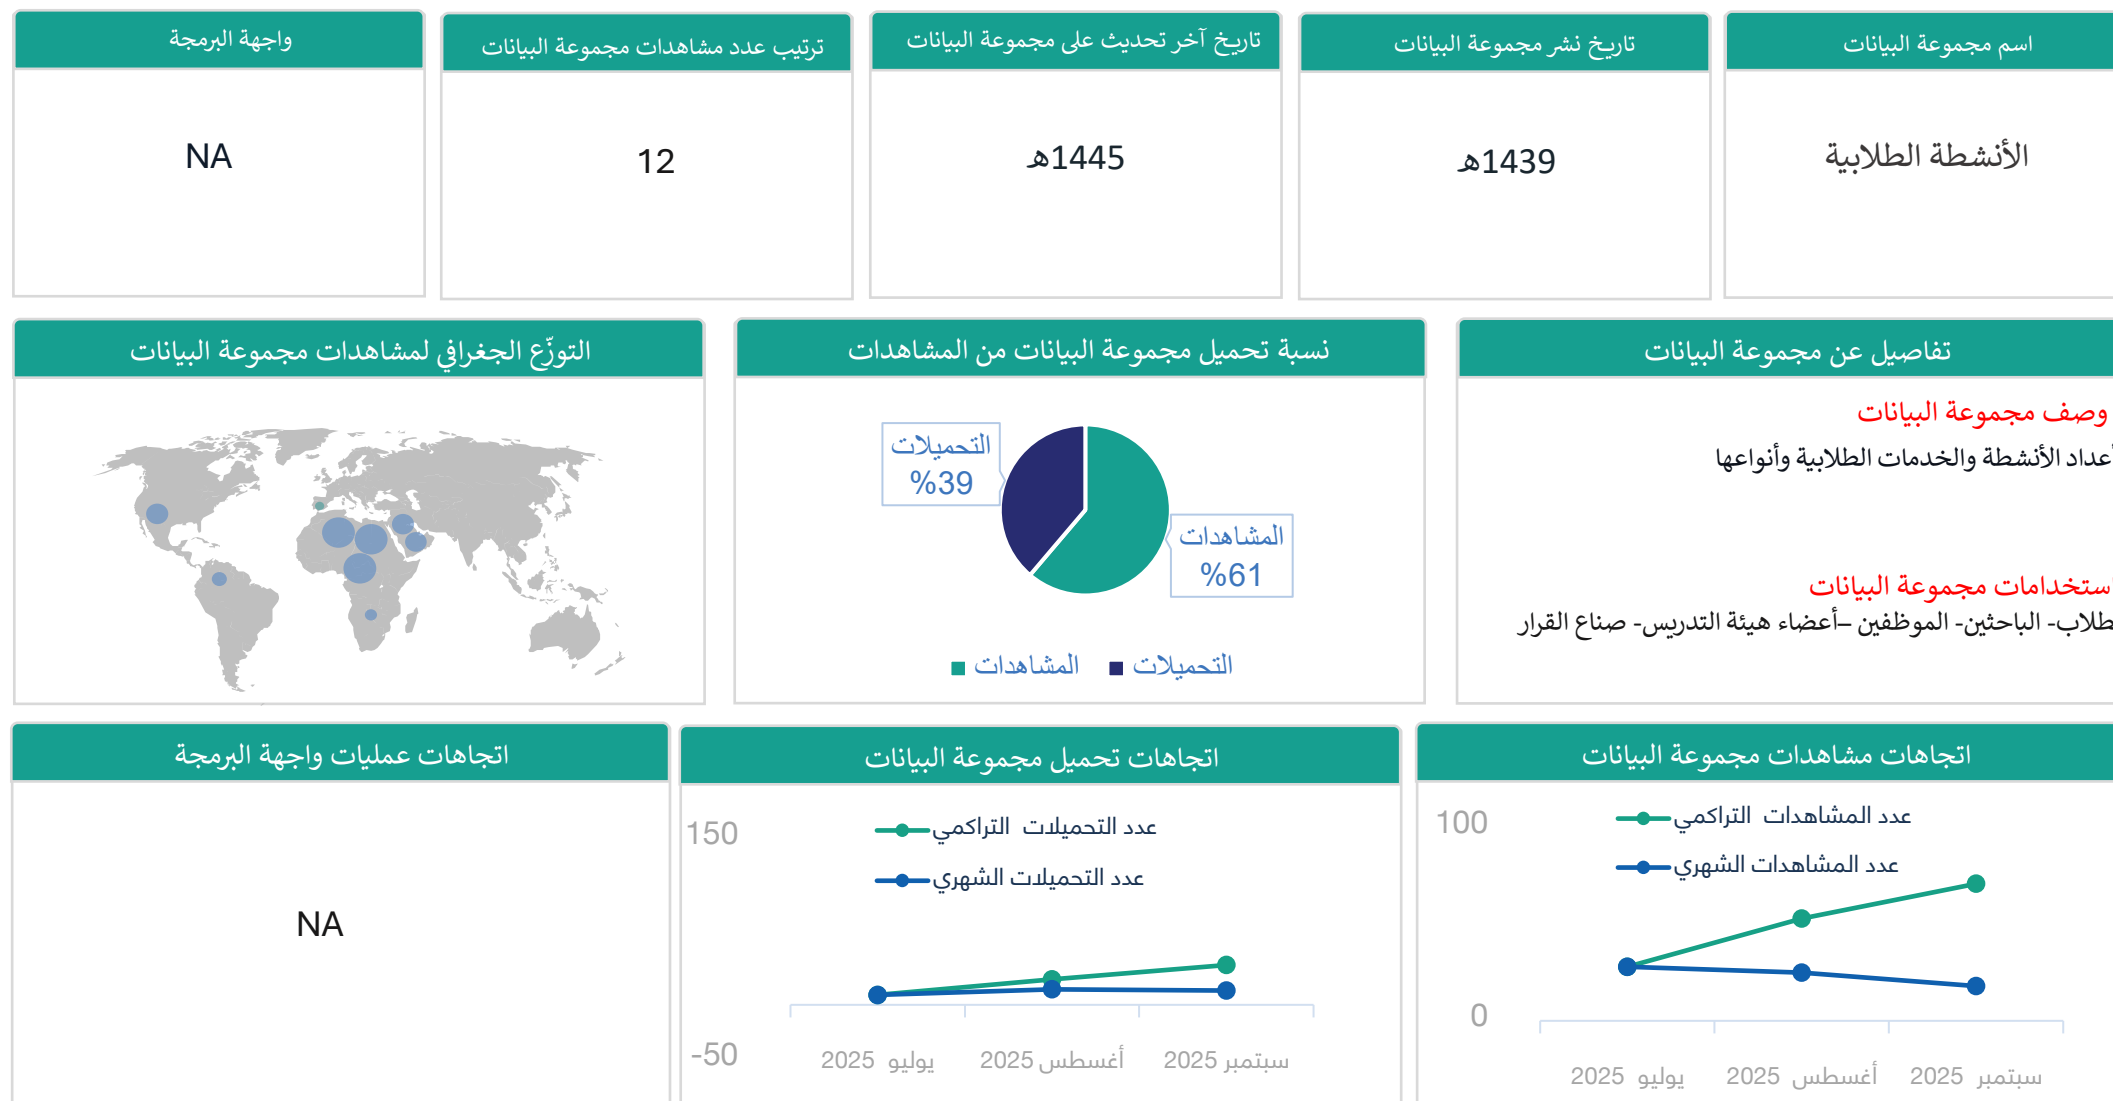 اسم مجموعة البيانات
الأنشطة الطلابية
تاريخ نشر مجموعة البيانات
1439هـ
تاريخ آخر تحديث على مجموعة البيانات
1445هـ
ترتيب عدد مشاهدات مجموعة البيانات
12
واجهة البرمجة
NA
تفاصيل عن مجموعة البيانات
وصف مجموعة البيانات
أعداد الأنشطة والخدمات الطلابية وأنواعها
استخدامات مجموعة البيانات
طلاب- الباحثين- الموظفين –أعضاء هيئة التدريس- صناع القرار
نسبة تحميل مجموعة البيانات من المشاهدات
التحميلات
%39
المشاهدات
%61
المشاهدات
التحميلات
التوزّع الجغرافي لمشاهدات مجموعة البيانات
اتجاهات مشاهدات مجموعة البيانات
عدد المشاهدات التراكمي
عدد المشاهدات الشهري
100
0
يوليو 2025
أغسطس 2025
سبتمبر 2025
اتجاهات تحميل مجموعة البيانات
عدد التحميلات التراكمي
عدد التحميلات الشهري
150
-50
يوليو 2025
أغسطس 2025
سبتمبر 2025
اتجاهات عمليات واجهة البرمجة
NA